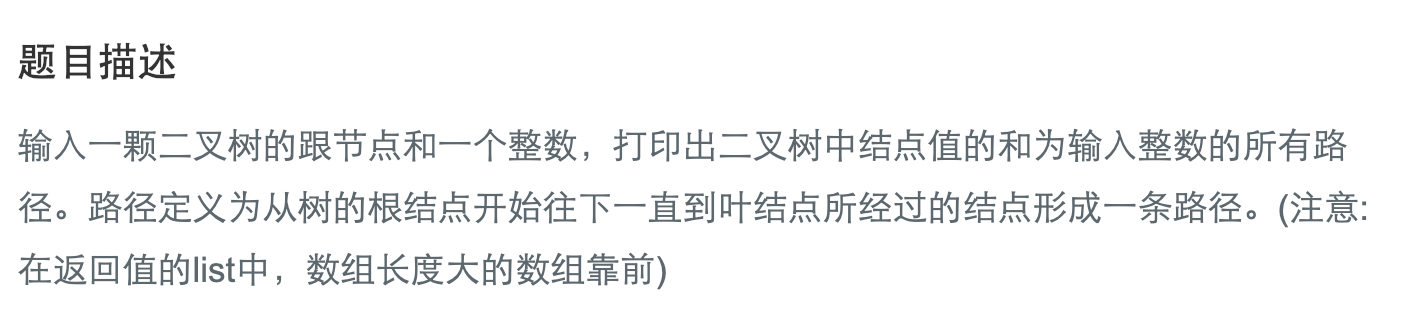 题目描述
输入一颗二叉树的跟节点和一个整数，打印出二叉树中结点值的和为输入整数的所有路
径。路径定义为从树的根结点开始往下一直到叶结点所经过的结点形成一条路径。(注意:
在返回值的list中，数组长度大的数组靠前)